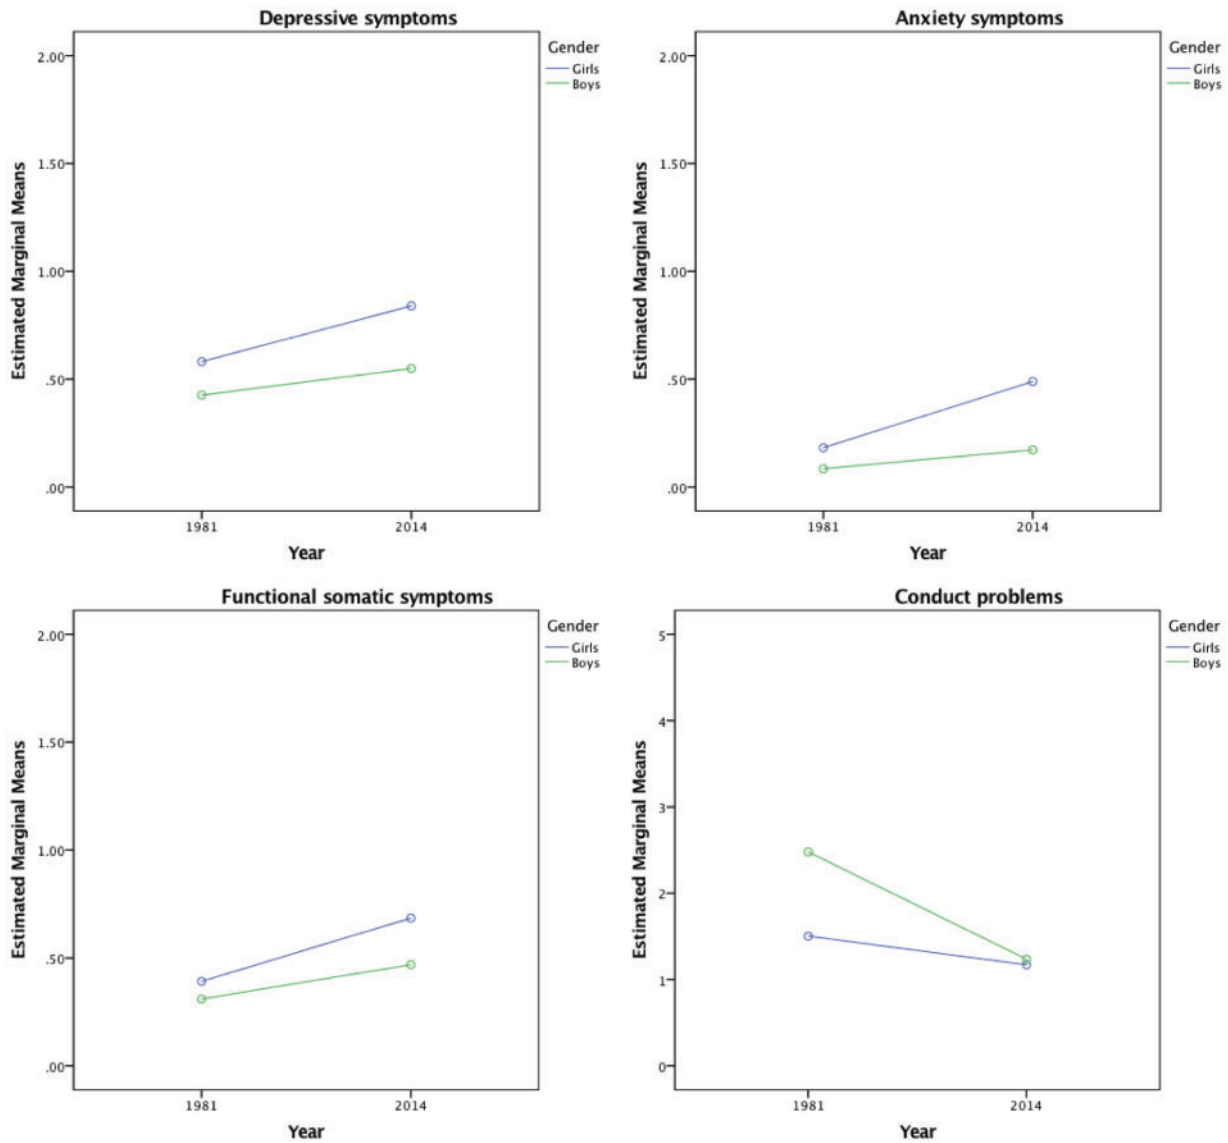 Depressive symptoms
Estimated Marginal Means
2.00
1.50
1.00
.50
.00
1981
2014
Year
Gender
Girls
Boys
Anxiety symptoms
Estimated Marginal Means
2.00
1.50
1.00
.50
.00
1981
2014
Year
Gender
Girls
Boys
Functional somatic symptoms
Estimated Marginal Means
2.00
1.50
1.00
.50
.00
1981
2014
Year
Gender
Girls
Boys
Conduct problems
Estimated Marginal Means
5
4
3
2
1
0
1981
2014
Year
Gender
Girls
Boys